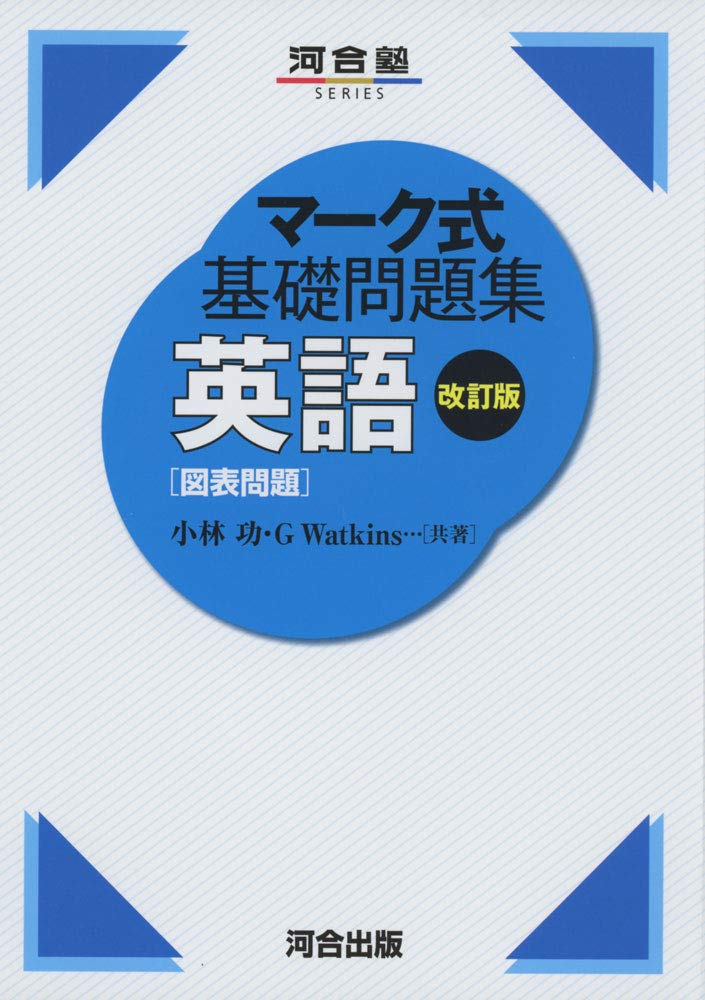 河合塾
SERIES
マーク式
基礎問題集
英語 改訂版
[図表問題]
小林 功・G Watkins…[共著]
河合出版